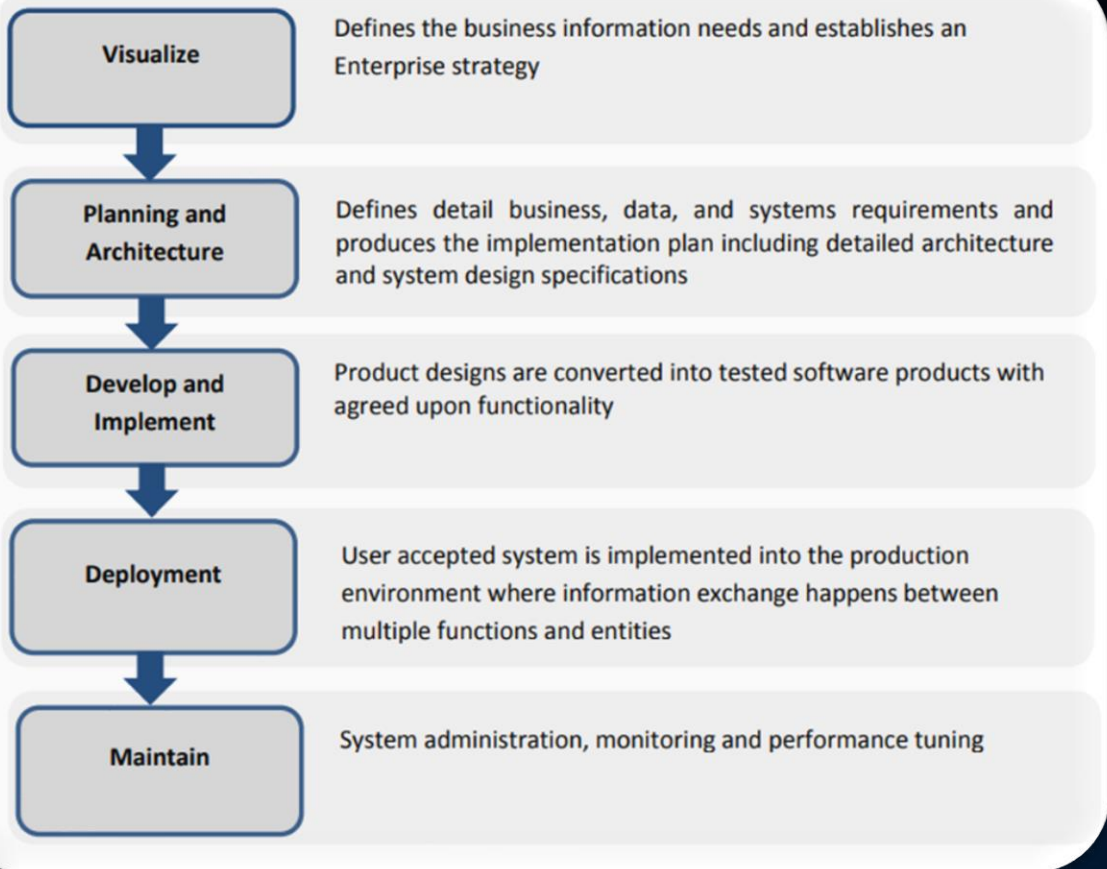 Visualize
Defines the business information needs and establishes an
Enterprise strategy
Planning and
Architecture
Defines detail business, data, and systems requirements and
produces the implementation plan including detailed architecture
and system design specifications
Develop and
Implement
Product designs are converted into tested software products with
agreed upon functionality
Deployment
User accepted system is implemented into the production
environment where information exchange happens between
multiple functions and entities
Maintain
System administration, monitoring and performance tuning